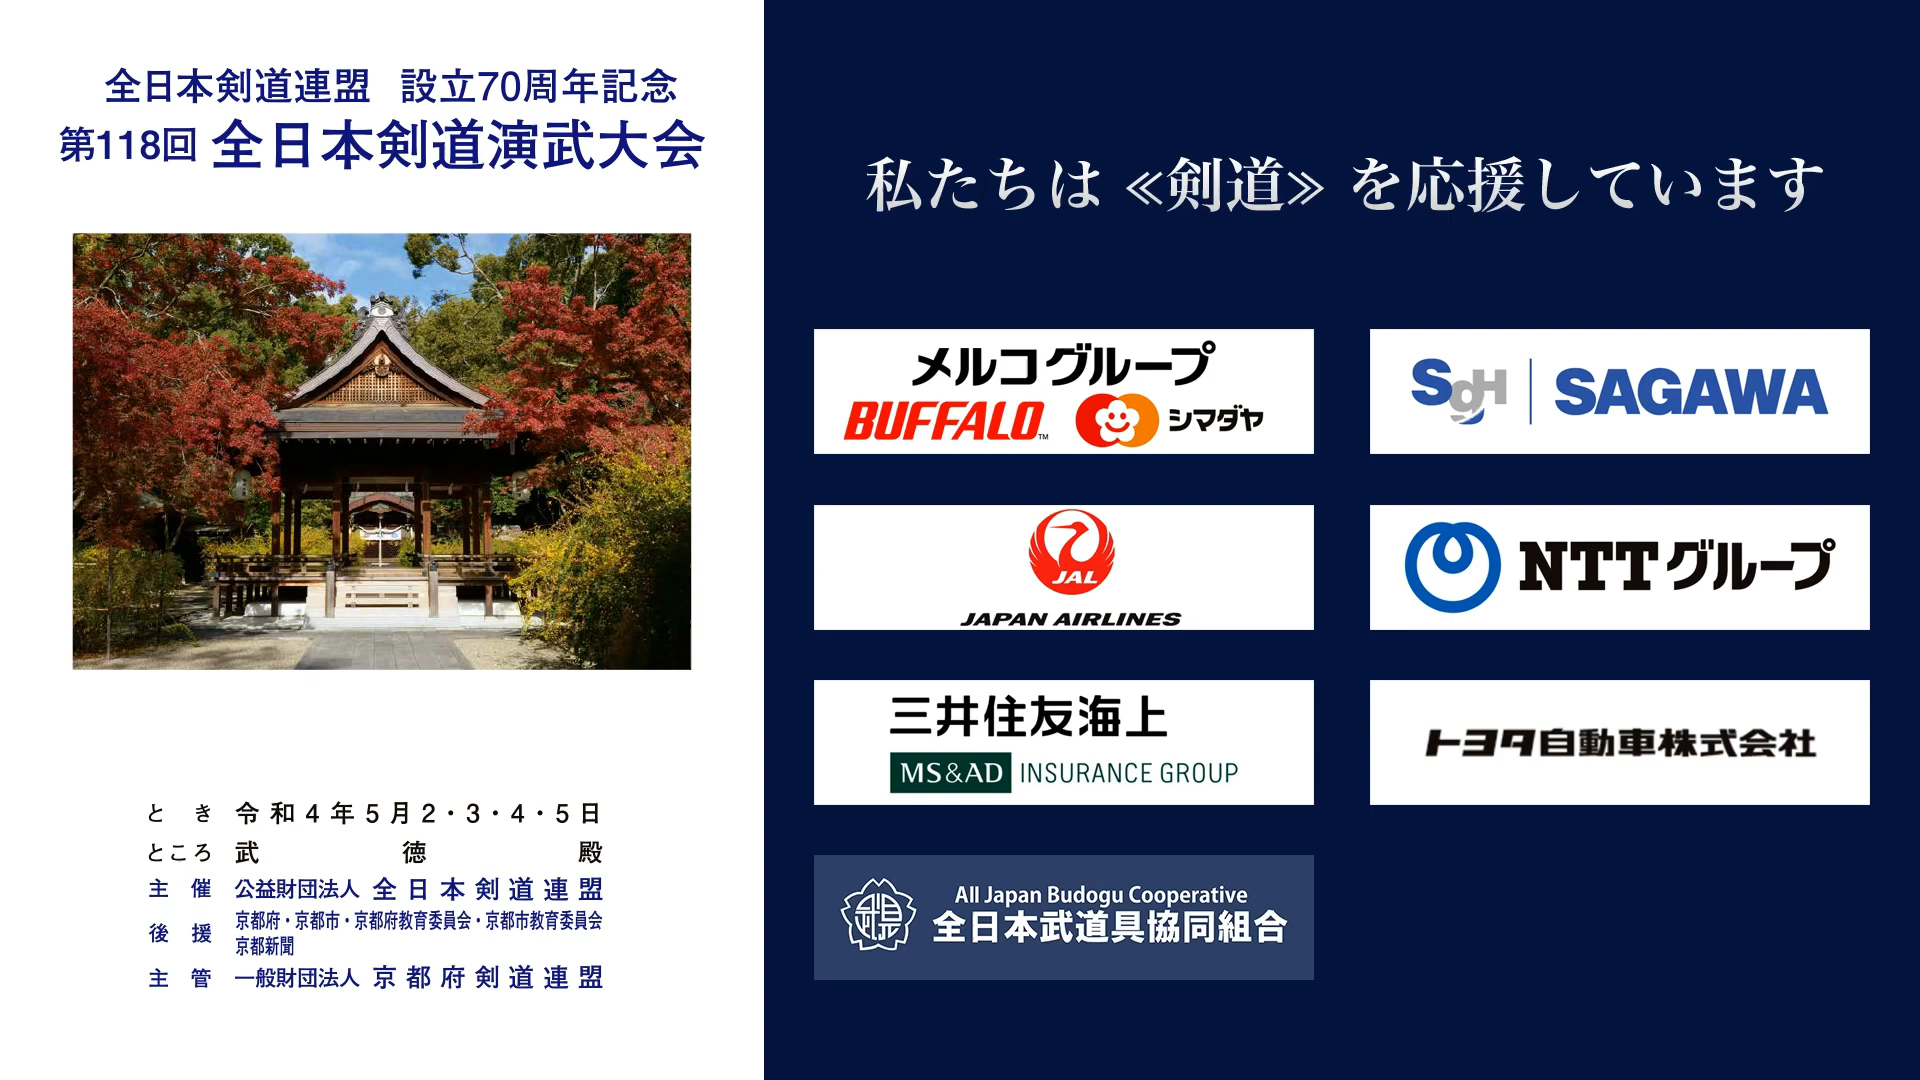 全日本剣道連盟 設立70周年記念
第118回 全日本剣道演武大会
とき 令和4年5月2・3・4・5日
ところ 武徳殿
主催 公益財団法人 全日本剣道連盟
後援 京都府・京都市・京都府教育委員会・京都市教育委員会
京都新聞
主管 一般財団法人 京都府剣道連盟
私たちは≪剣道≫を応援しています
メルコグループ
BUFFALO™ シマダヤ
SGH SAGAWA
JAL
JAPAN AIRLINES
NTTグループ
三井住友海上
MS&AD INSURANCE GROUP
トヨタ自動車株式会社
All Japan Budogu Cooperative
全日本武道具協同組合